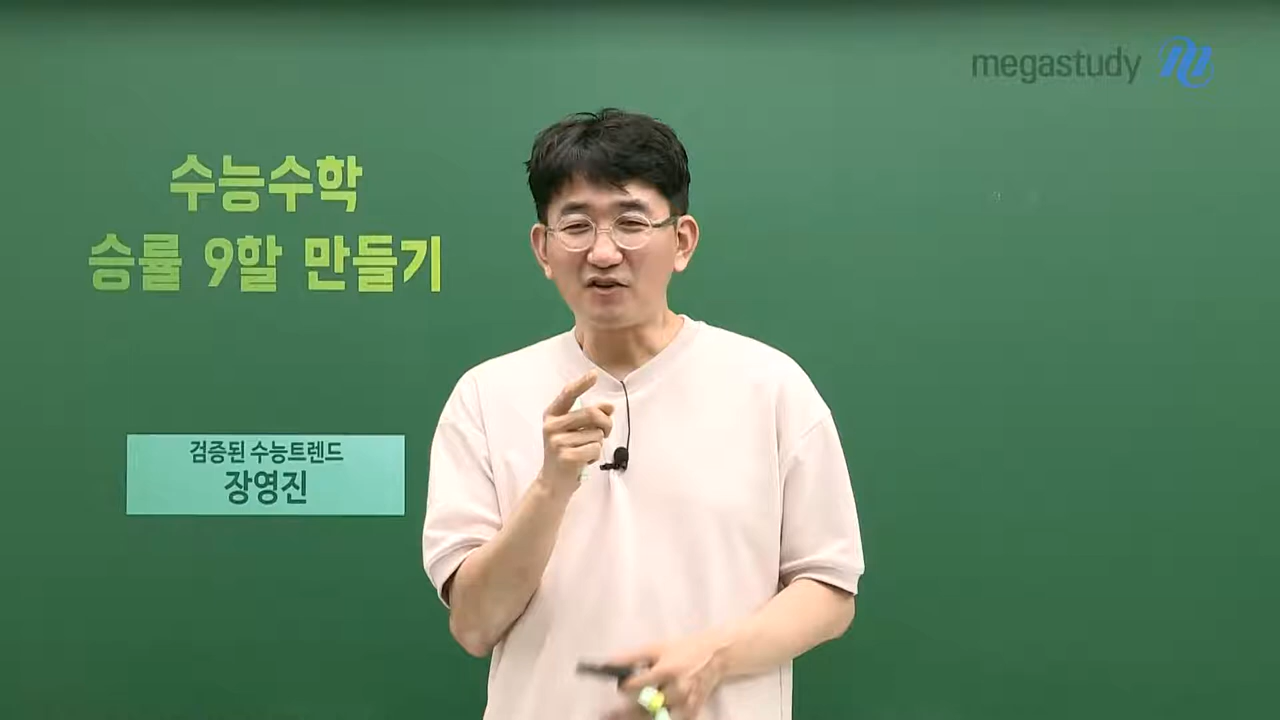 megastudy
수능수학
승률 9할 만들기
검증된 수능트렌드
장영진